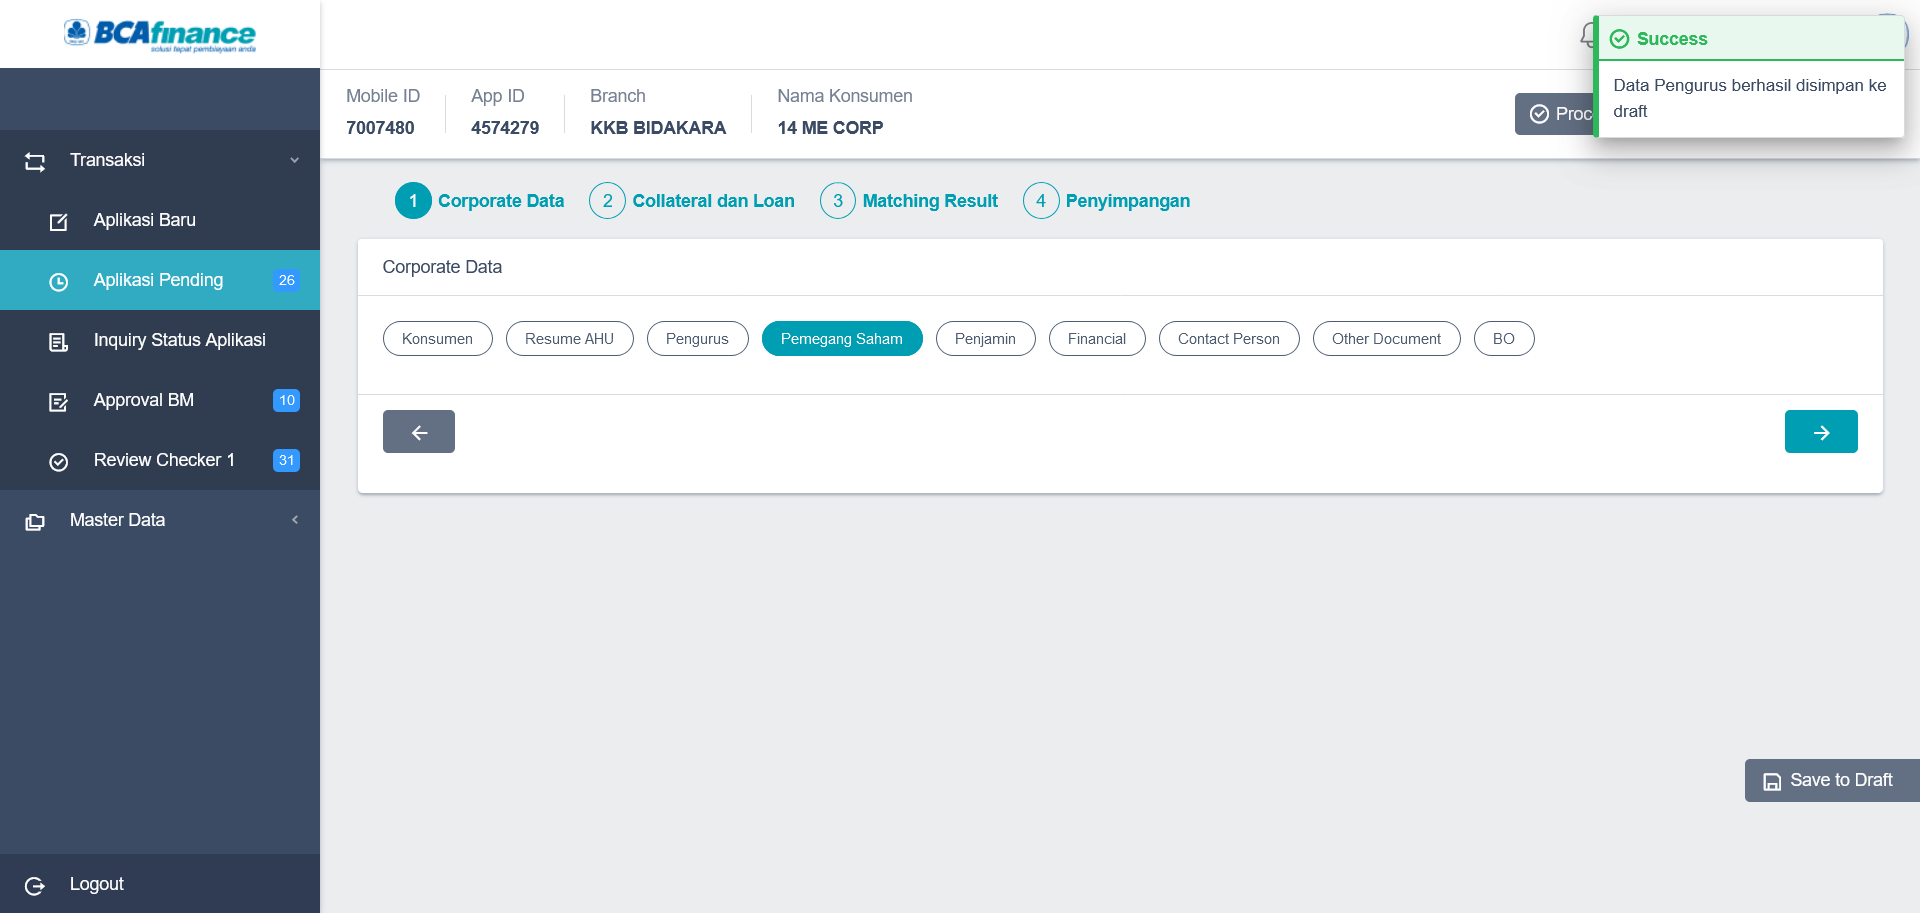 BCAfinance
solusi tepat pembiayaan anda
Success
Data Pengurus berhasil disimpan ke
draft
Mobile ID
7007480
App ID
4574279
Branch
KKB BIDAKARA
Nama Konsumen
14 ME CORP
Proc
Transaksi
Aplikasi Baru
Aplikasi Pending
26
Inquiry Status Aplikasi
Approval BM
10
Review Checker 1
31
Master Data
Logout
1 Corporate Data
2 Collateral dan Loan
3 Matching Result
4 Penyimpangan
Corporate Data
Konsumen
Resume AHU
Pengurus
Pemegang Saham
Penjamin
Financial
Contact Person
Other Document
BO
Save to Draft